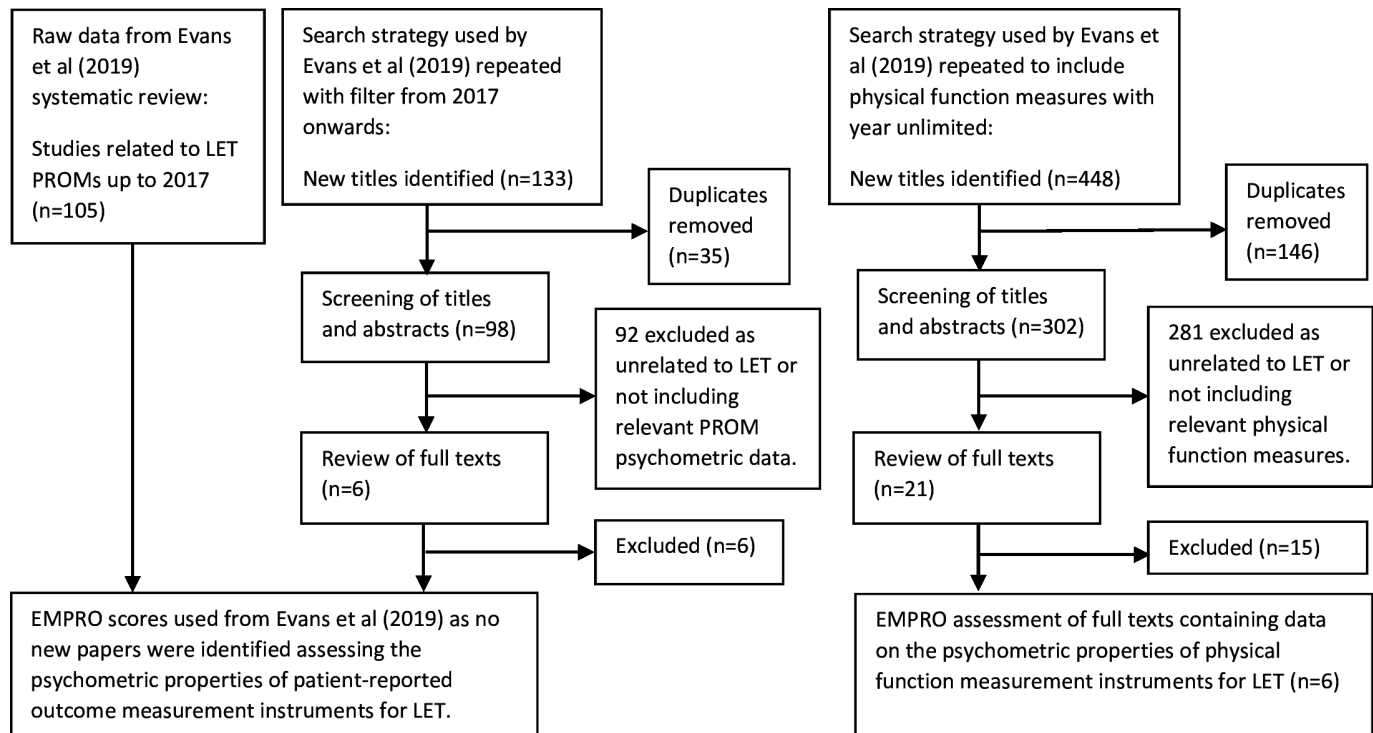 Raw data from Evans
et al (2019)
systematic review:
Studies related to LET
PROMs up to 2017
(n=105)
Search strategy used by
Evans et al (2019) repeated
with filter from 2017
onwards:
New titles identified (n=133)
Duplicates
removed
(n=35)
Screening of titles
and abstracts (n=98)
92 excluded as
unrelated to LET or
not including
relevant PROM
psychometric data.
Review of full texts
(n=6)
Excluded (n=6)
EMPRO scores used from Evans et al (2019) as no
new papers were identified assessing the
psychometric properties of patient-reported
outcome measurement instruments for LET.
Search strategy used by Evans et
al (2019) repeated to include
physical function measures with
year unlimited:
New titles identified (n=448)
Duplicates
removed
(n=146)
Screening of titles
and abstracts (n=302)
281 excluded as
unrelated to LET or
not including
relevant physical
function measures.
Review of full texts
(n=21)
Excluded (n=15)
EMPRO assessment of full texts containing data
on the psychometric properties of physical
function measurement instruments for LET (n=6)